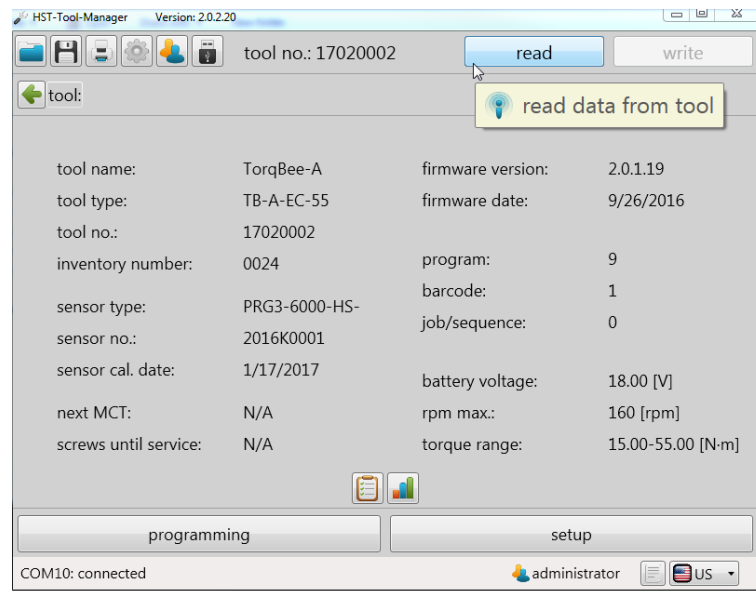 HST-Tool-Manager Version: 2.0.2.20
tool no.: 17020002 read write
tool:
read data from tool
tool name: TorqBee-A firmware version: 2.0.1.19
tool type: TB-A-EC-55 firmware date: 9/26/2016
tool no.: 17020002
inventory number: 0024 program: 9
barcode: 1
sensor type: PRG3-6000-HS-
job/sequence: 0
sensor no.: 2016K0001
sensor cal. date: 1/17/2017
battery voltage: 18.00 [V]
next MCT: N/A rpm max.: 160 [rpm]
screws until service: N/A torque range: 15.00-55.00 [N·m]
programming setup
COM10: connected administrator US